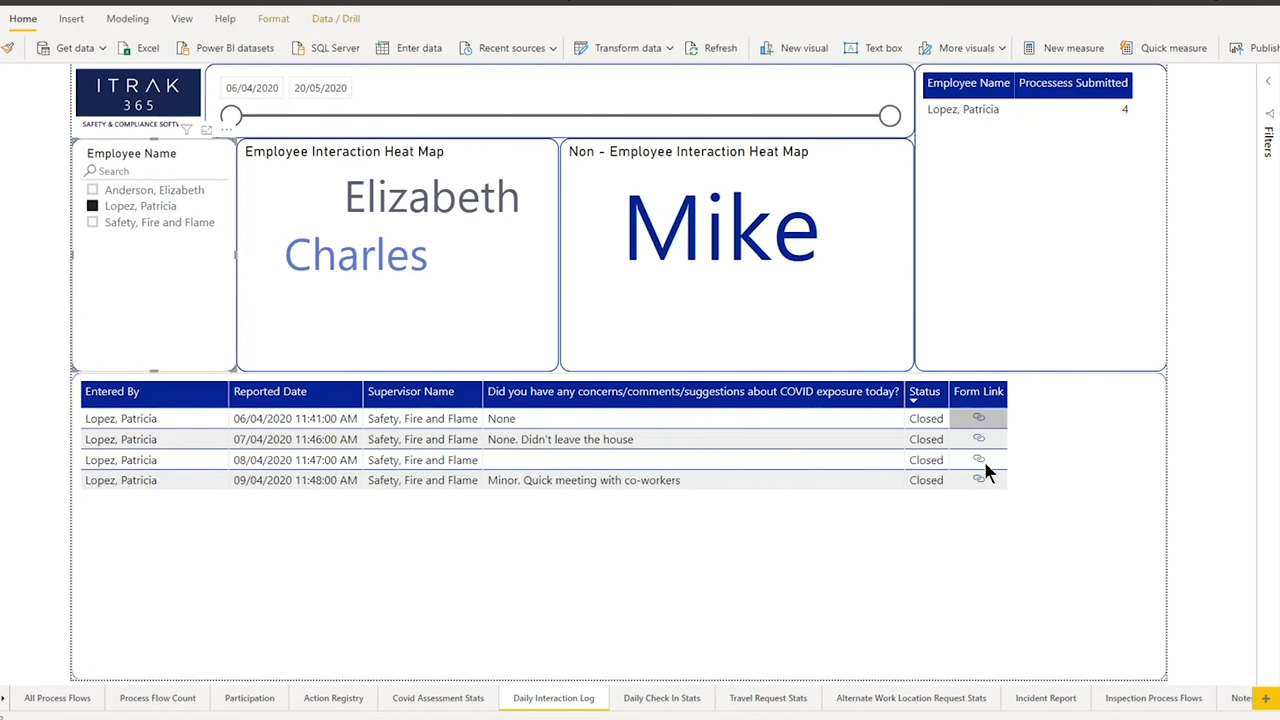 Home Insert Modeling View Help Format Data / Drill
Get data Excel Power BI datasets SQL Server Enter data Recent sources Transform data Refresh New visual Text box More visuals New measure Quick measure Publish
ITRAK
365
SAFETY & COMPLIANCE
06/04/2020 20/05/2020
Employee Name Processess Submitted
Lopez, Patricia 4
Filters
Employee Name
Search
Anderson, Elizabeth
Lopez, Patricia
Safety, Fire and Flame
Employee Interaction Heat Map
Elizabeth
Charles
Non - Employee Interaction Heat Map
Mike
Entered By Reported Date Supervisor Name Did you have any concerns/comments/suggestions about COVID exposure today? Status Form Link
Lopez, Patricia 06/04/2020 11:41:00 AM Safety, Fire and Flame None Closed
Lopez, Patricia 07/04/2020 11:46:00 AM Safety, Fire and Flame None. Didn't leave the house Closed
Lopez, Patricia 08/04/2020 11:47:00 AM Safety, Fire and Flame Closed
Lopez, Patricia 09/04/2020 11:48:00 AM Safety, Fire and Flame Minor. Quick meeting with co-workers Closed
All Process Flows Process Flow Count Participation Action Registry Covid Assessment Stats Daily Interaction Log Daily Check In Stats Travel Request Stats Alternate Work Location Request Stats Incident Report Inspection Process Flows